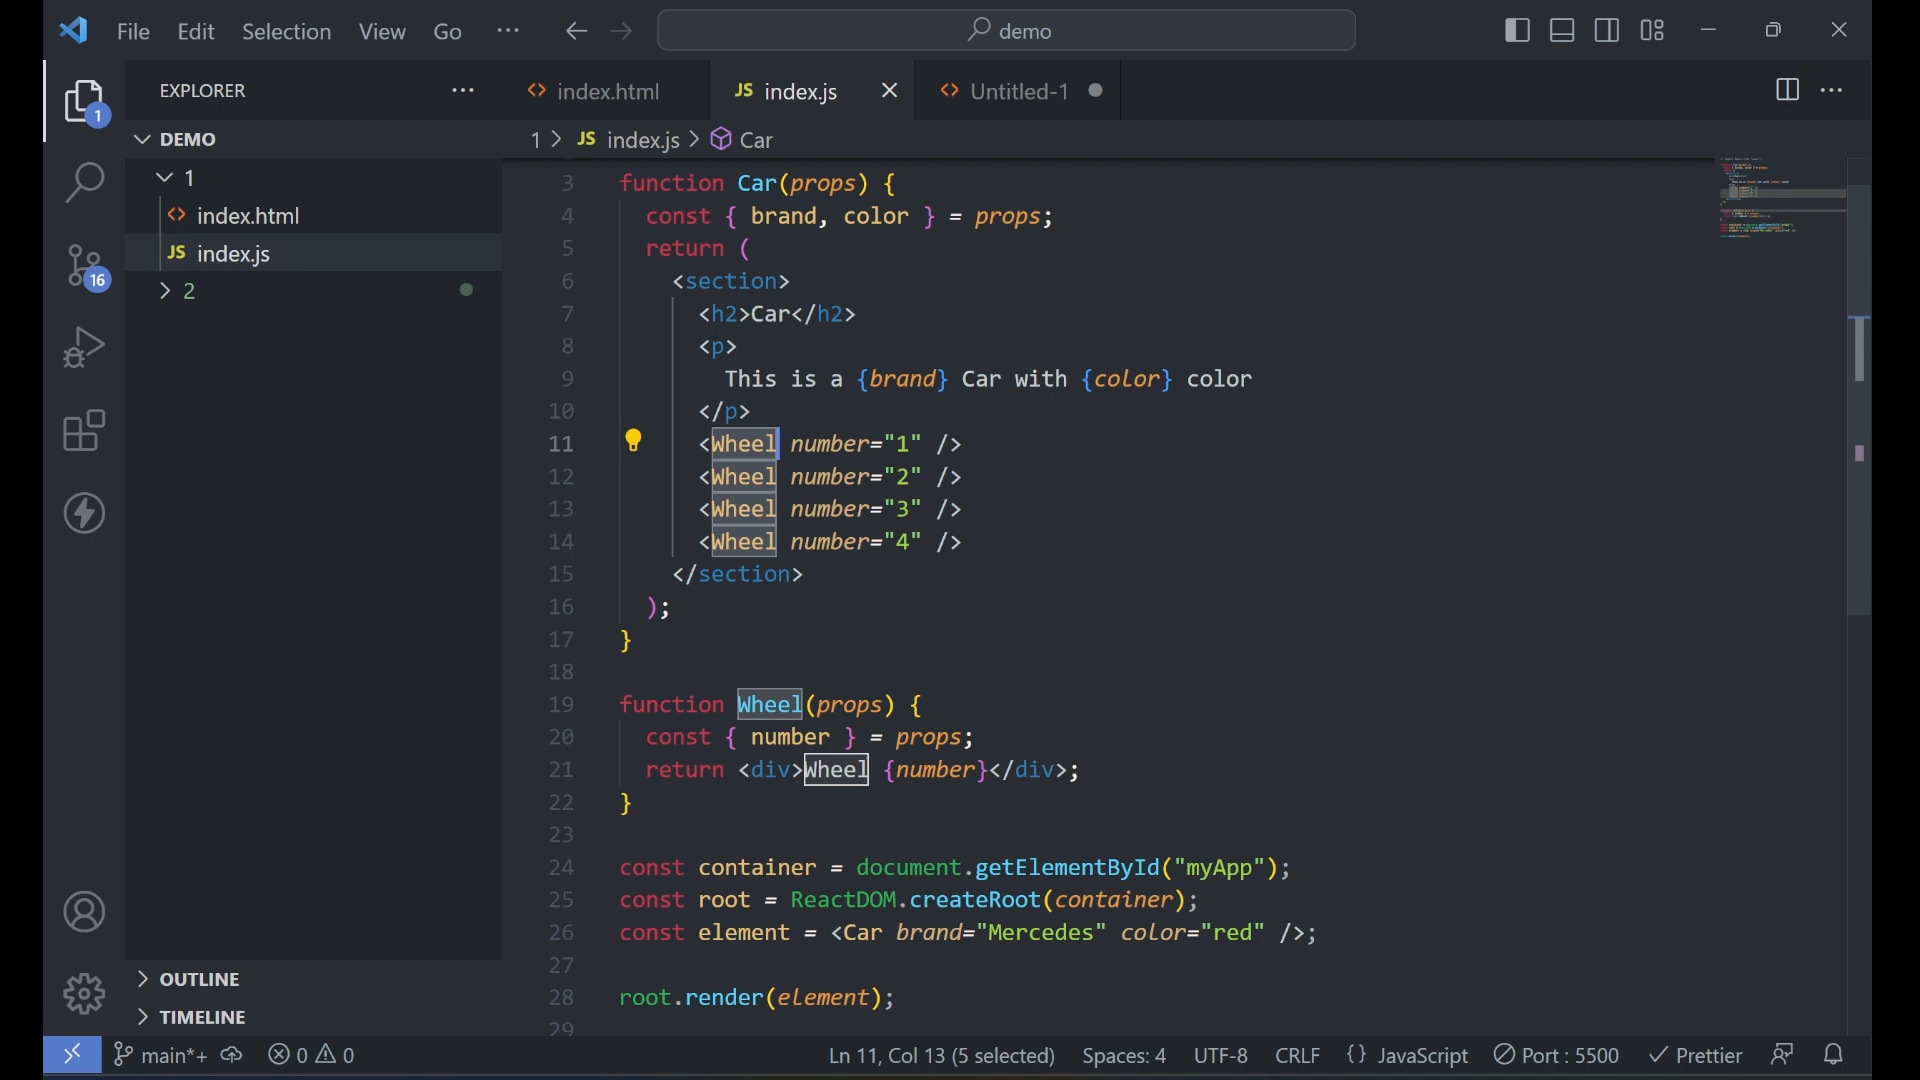 File Edit Selection View Go ··· demo
EXPLORER ···
index.html
JS index.js
Untitled-1
DEMO
1 > JS index.js > Car
1
index.html
JS index.js
2
1
16
3 function Car(props) {
4 const { brand, color } = props;
5 return (
6 <section>
7 <h2>Car</h2>
8 <p>
9 This is a {brand} Car with {color} color
10 </p>
11 <Wheel number="1" />
12 <Wheel number="2" />
13 <Wheel number="3" />
14 <Wheel number="4" />
15 </section>
16 );
17 }
18
19 function Wheel(props) {
20 const { number } = props;
21 return <div>Wheel {number}</div>;
22 }
23
24 const container = document.getElementById("myApp");
25 const root = ReactDOM.createRoot(container);
26 const element = <Car brand="Mercedes" color="red" />;
27
28 root.render(element);
29
OUTLINE
TIMELINE
main*+ 0 0 Ln 11, Col 13 (5 selected) Spaces: 4 UTF-8 CRLF {} JavaScript Port : 5500 Prettier